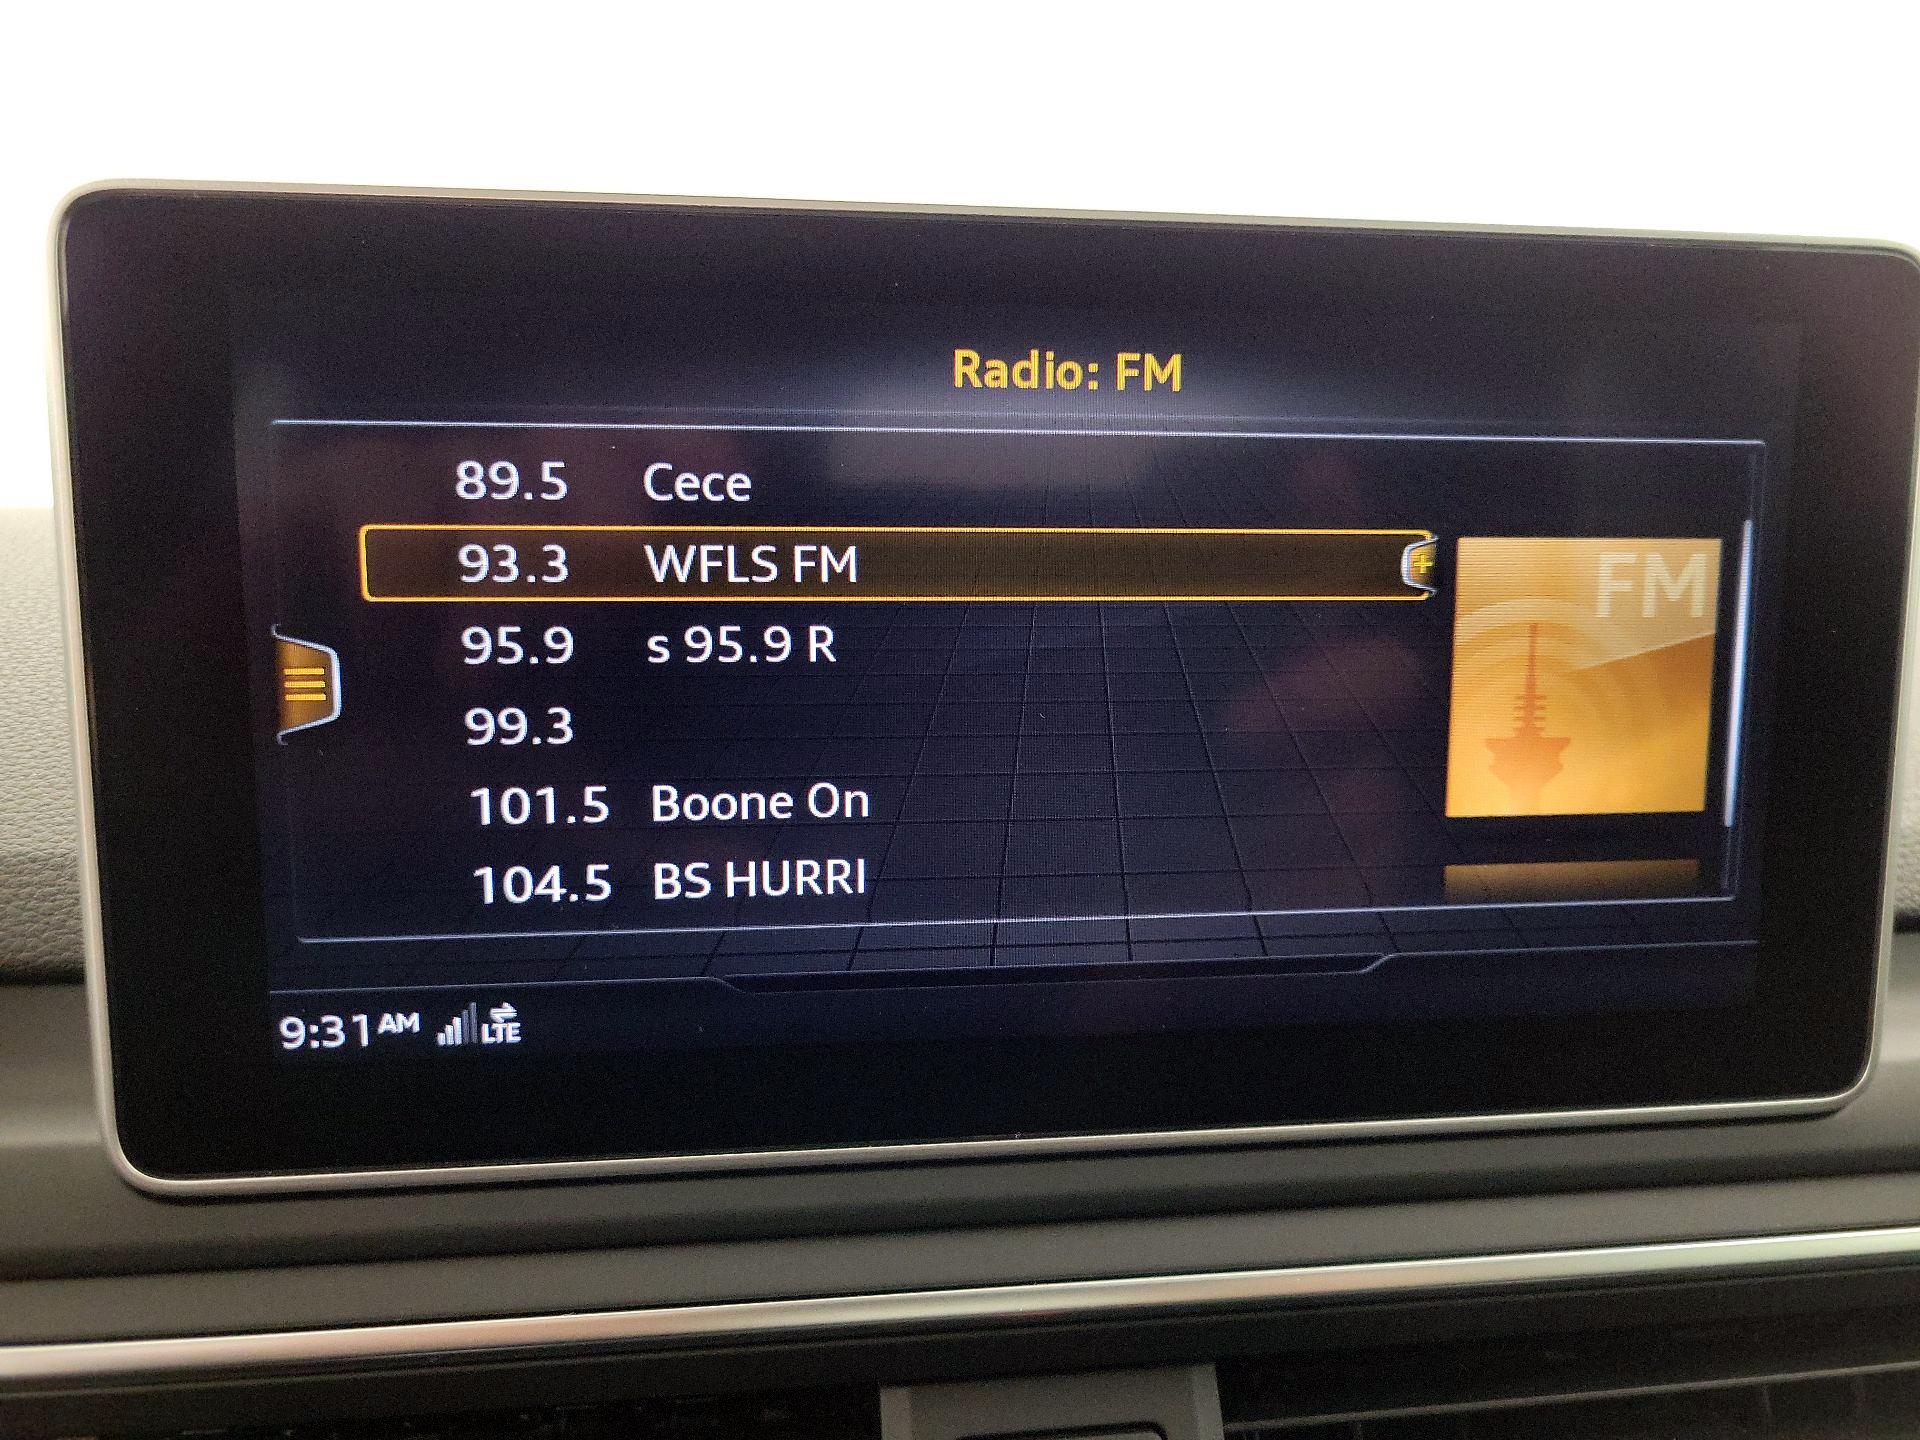 Radio: FM
89.5 Cece
93.3 WFLS FM
FM
95.9 s 95.9 R
99.3
101.5 Boone On
104.5 BS HURRI
9:31 AM LTE